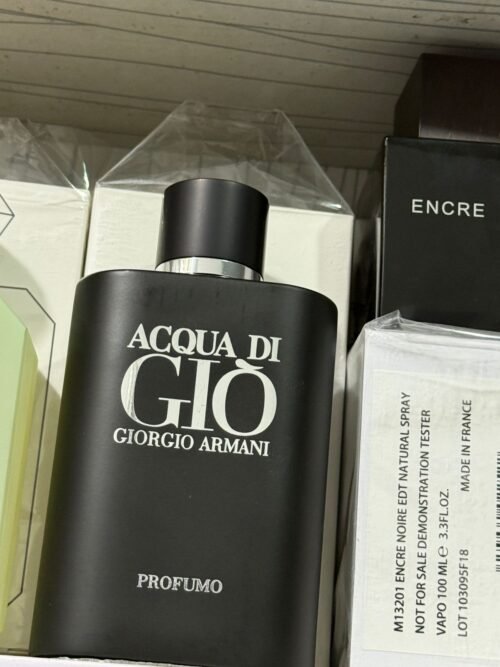 ACQUA DI
GIÒ
GIORGIO ARMANI
PROFUMO
ENCRE
M13201 ENCRE NOIRE EDT NATURAL SPRAY
NOT FOR SALE DEMONSTRATION TESTER
VAPO 100 ML ℮ 3.3FL.OZ.
MADE IN FRANCE
LOT 103095F18